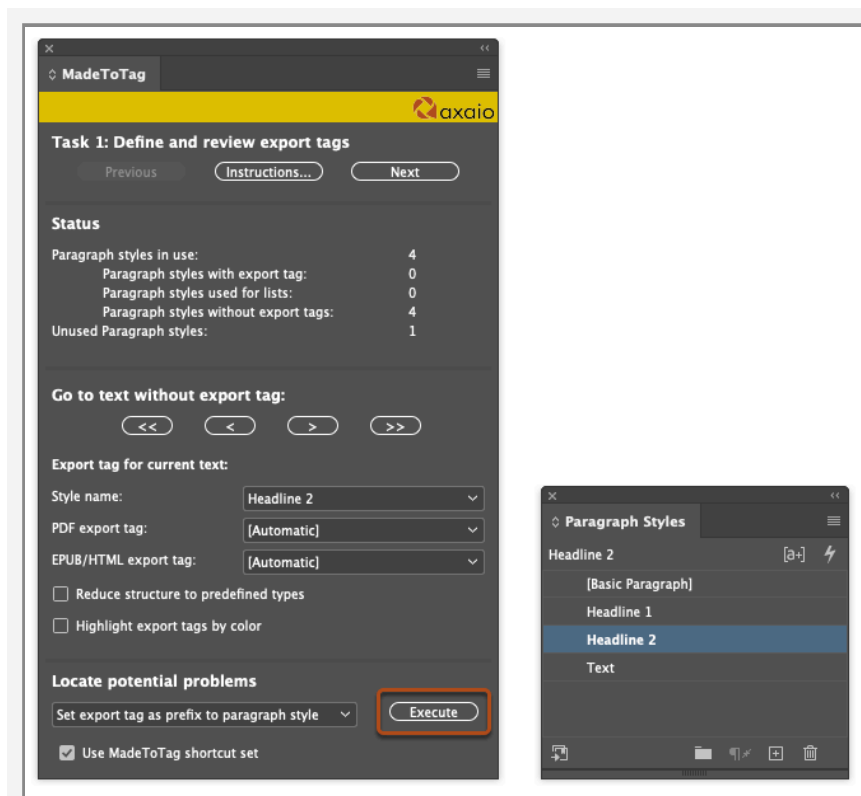 MadeToTag
axaio
Task 1: Define and review export tags
Previous Instructions... Next
Status
Paragraph styles in use: 4
Paragraph styles with export tag: 0
Paragraph styles used for lists: 0
Paragraph styles without export tags: 4
Unused Paragraph styles: 1
Go to text without export tag:
<< < > >>
Export tag for current text:
Style name: Headline 2
PDF export tag: [Automatic]
EPUB/HTML export tag: [Automatic]
Reduce structure to predefined types
Highlight export tags by color
Locate potential problems
Set export tag as prefix to paragraph style Execute
Use MadeToTag shortcut set
Paragraph Styles
Headline 2 [a+]
[Basic Paragraph]
Headline 1
Headline 2
Text